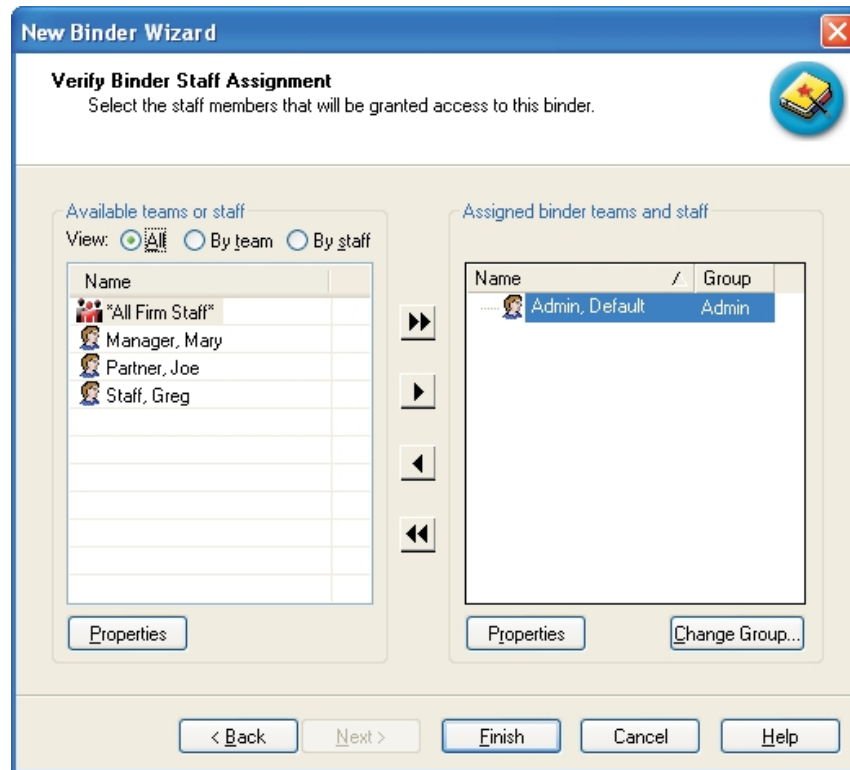 New Binder Wizard
Verify Binder Staff Assignment
Select the staff members that will be granted access to this binder.
Available teams or staff
View: All By team By staff
Name
"All Firm Staff"
Manager, Mary
Partner, Joe
Staff, Greg
Properties
Assigned binder teams and staff
Name Group
Admin, Default Admin
Properties Change Group...
< Back Next > Finish Cancel Help